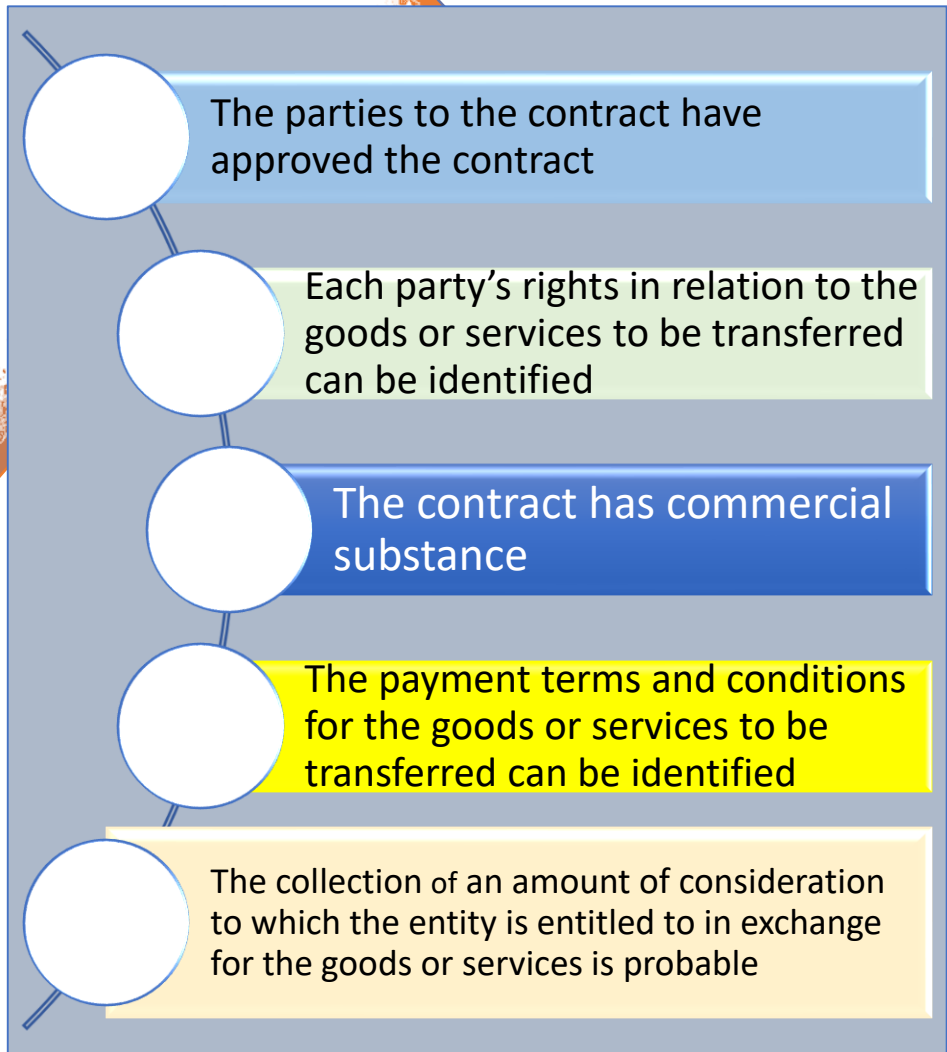 The parties to the contract have
approved the contract
Each party’s rights in relation to the
goods or services to be transferred
can be identified
The contract has commercial
substance
The payment terms and conditions
for the goods or services to be
transferred can be identified
The collection of an amount of consideration
to which the entity is entitled to in exchange
for the goods or services is probable